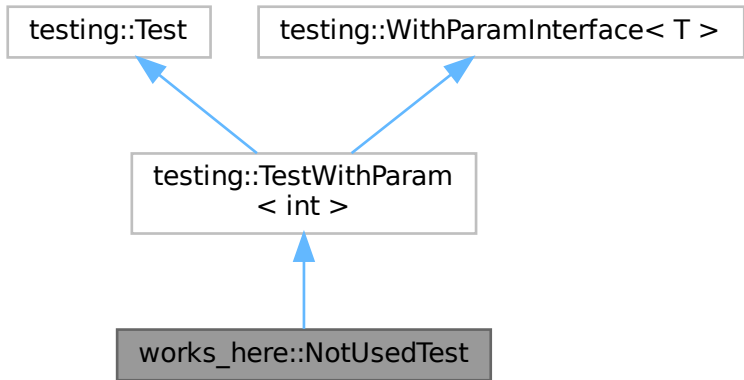 testing::Test
testing::WithParamInterface< T >
testing::TestWithParam
< int >
works_here::NotUsedTest